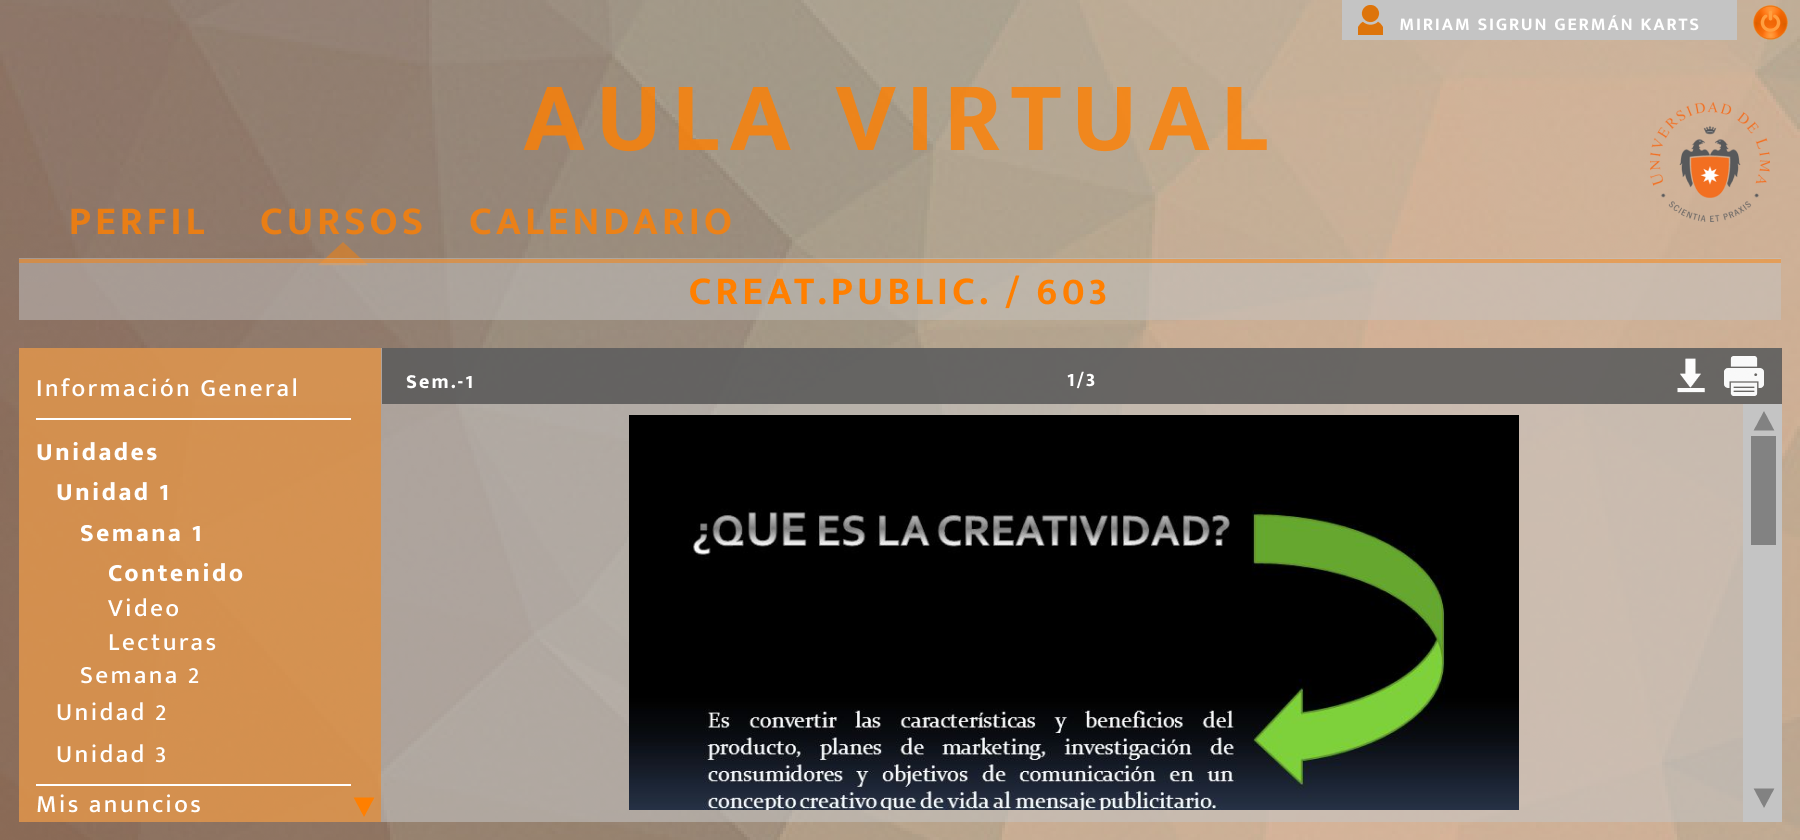 MIRIAM SIGRUN GERMÁN KARTS
AULA VIRTUAL
UNIVERSIDAD DE LIMA
SCIENTIA ET PRAXIS
PERFIL CURSOS CALENDARIO
CREAT.PUBLIC. / 603
Información General
Unidades
Unidad 1
Semana 1
Contenido
Video
Lecturas
Semana 2
Unidad 2
Unidad 3
Mis anuncios
Sem.-1 1/3
¿QUE ES LA CREATIVIDAD?
Es convertir las características y beneficios del
producto, planes de marketing, investigación de
consumidores y objetivos de comunicación en un
concepto creativo que de vida al mensaje publicitario.